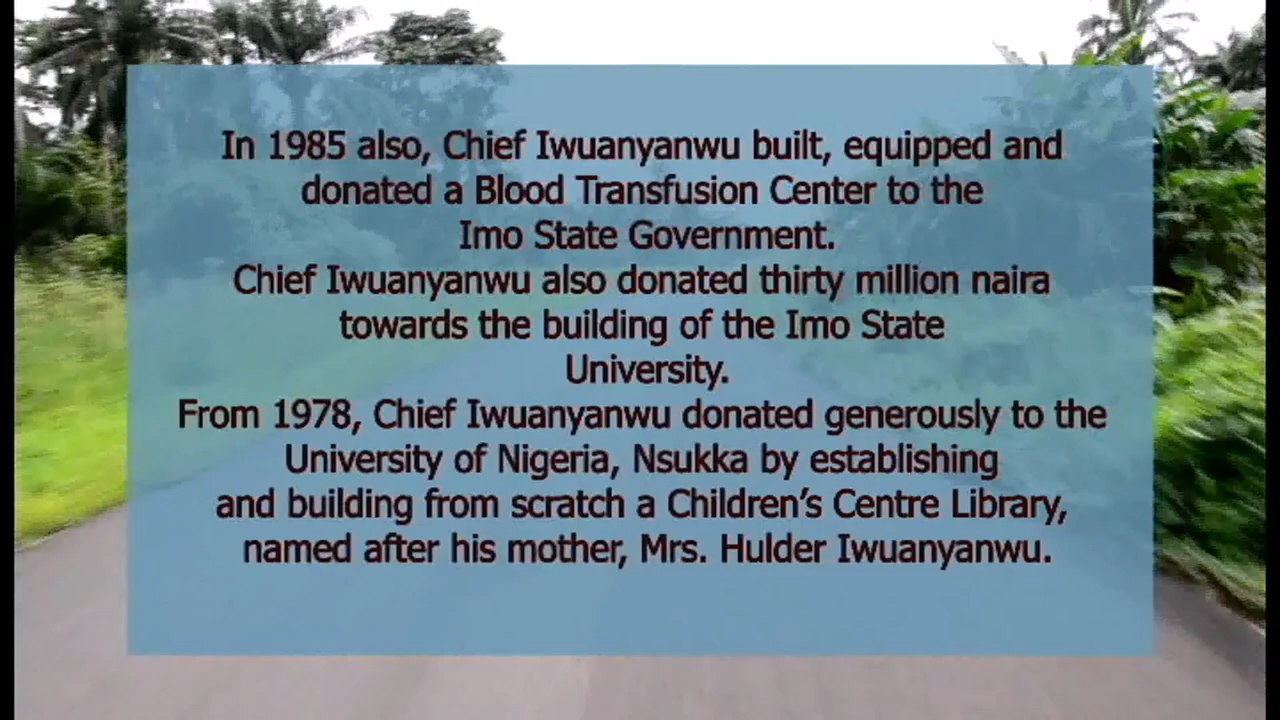 In 1985 also, Chief Iwuanyanwu built, equipped and
donated a Blood Transfusion Center to the
Imo State Government.
Chief Iwuanyanwu also donated thirty million naira
towards the building of the Imo State
University.
From 1978, Chief Iwuanyanwu donated generously to the
University of Nigeria, Nsukka by establishing
and building from scratch a Children’s Centre Library,
named after his mother, Mrs. Hulder Iwuanyanwu.